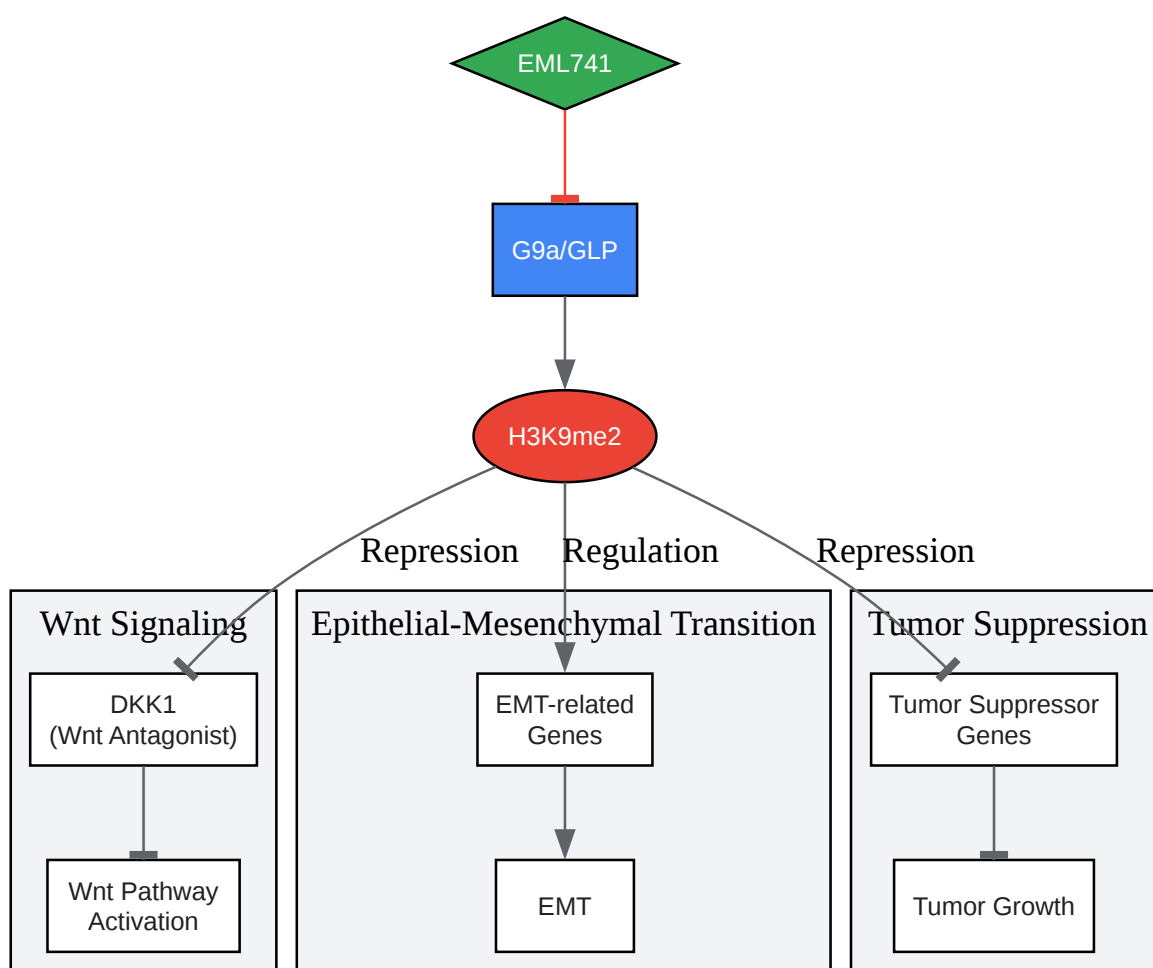 EML741
G9a/GLP
H3K9me2
Repression
Regulation
Repression
Wnt Signaling
Epithelial-Mesenchymal Transition
Tumor Suppression
DKK1
(Wnt Antagonist)
EMT-related
Genes
Tumor Suppressor
Genes
Wnt Pathway
Activation
EMT
Tumor Growth